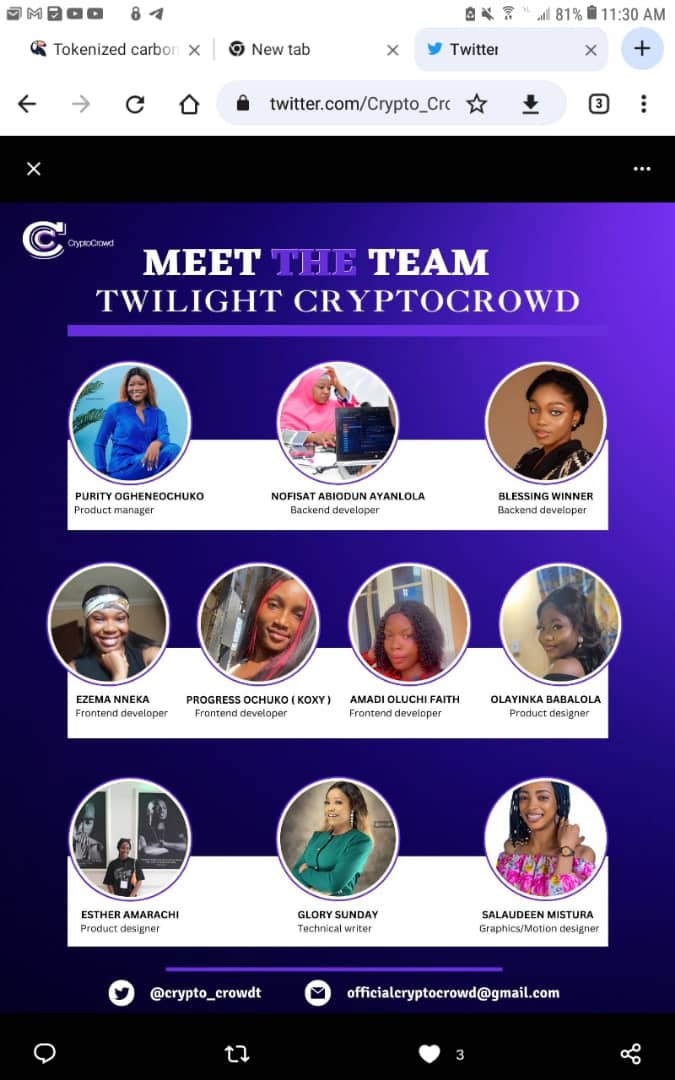 81% 11:30 AM
Tokenized carbon
New tab
Twitter
twitter.com/Crypto_Crc
3
CryptoCrowd
MEET THE TEAM
TWILIGHT CRYPTOCROWD
PURITY OGHENEOCHUKO
Product manager
NOFISAT ABIODUN AYANLOLA
Backend developer
BLESSING WINNER
Backend developer
EZEMA NNEKA
Frontend developer
PROGRESS OCHUKO ( KOXY )
Frontend developer
AMADI OLUCHI FAITH
Frontend developer
OLAYINKA BABALOLA
Product designer
ESTHER AMARACHI
Product designer
GLORY SUNDAY
Technical writer
SALAUDEEN MISTURA
Graphics/Motion designer
@crypto_crowdt
officialcryptocrowd@gmail.com
3